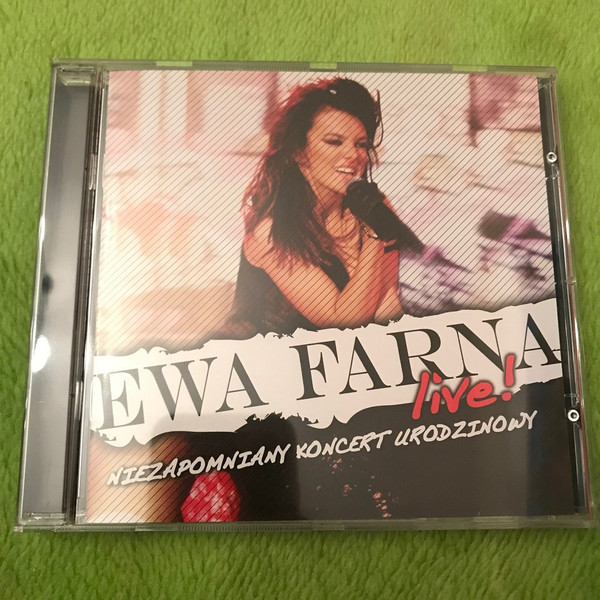 EWA FARNA
live!
NIEZAPOMNIANY KONCERT URODZINOWY